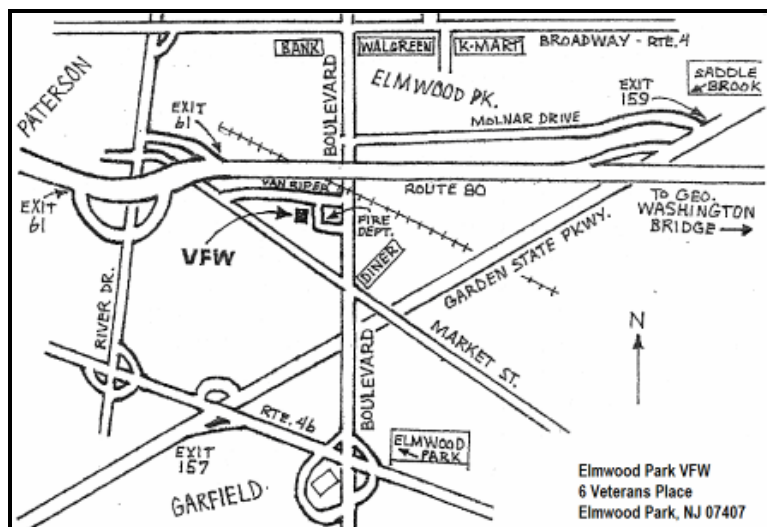 BANK
WALGREEN
K-MART
BROADWAY - RTE. 4
PATERSON
BOULEVARD
ELMWOOD PK.
SADDLE
BROOK
EXIT
159
EXIT
61
MOLNAR DRIVE
VAN RIPER
ROUTE 80
EXIT
61
FIRE
DEPT.
TO GEO.
WASHINGTON
BRIDGE
VFW
DINER
GARDEN STATE PKWY.
RIVER DR.
MARKET ST.
N
BOULEVARD
RTE. 46
ELMWOOD
PARK
EXIT
157
GARFIELD.
Elmwood Park VFW
6 Veterans Place
Elmwood Park, NJ 07407